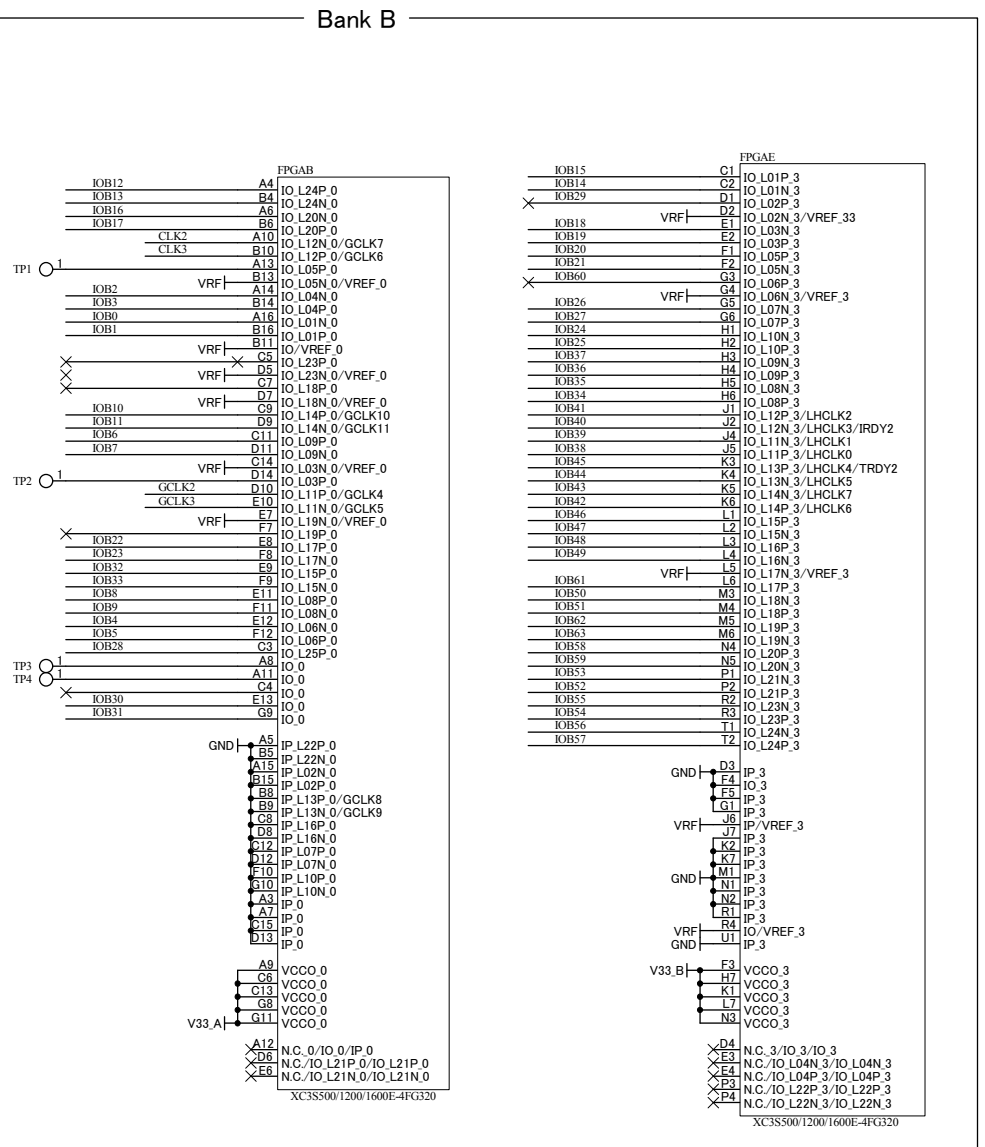 Bank B
FPGAB
IOB12 A4 IO_L24P_0
IOB13 B4 IO_L24N_0
IOB16 A6 IO_L20N_0
IOB17 B6 IO_L20P_0
CLK2 A10 IO_L12N_0/GCLK7
CLK3 B10 IO_L12P_0/GCLK6
TP1 1 A13 IO_L05P_0
VRF B13 IO_L05N_0/VREF_0
IOB2 A14 IO_L04N_0
IOB3 B14 IO_L04P_0
IOB0 A16 IO_L01N_0
IOB1 B16 IO_L01P_0
VRF B11 IO/VREF_0
C5 IO_L23P_0
VRF D5 IO_L23N_0/VREF_0
C7 IO_L18P_0
VRF D7 IO_L18N_0/VREF_0
IOB10 C9 IO_L14P_0/GCLK10
IOB11 D9 IO_L14N_0/GCLK11
IOB6 C11 IO_L09P_0
IOB7 D11 IO_L09N_0
VRF C14 IO_L03N_0/VREF_0
TP2 1 D14 IO_L03P_0
GCLK2 D10 IO_L11P_0/GCLK4
GCLK3 E10 IO_L11N_0/GCLK5
VRF E7 IO_L19N_0/VREF_0
F7 IO_L19P_0
IOB22 E8 IO_L17P_0
IOB23 F8 IO_L17N_0
IOB32 E9 IO_L15P_0
IOB33 F9 IO_L15N_0
IOB8 E11 IO_L08P_0
IOB9 F11 IO_L08N_0
IOB4 E12 IO_L06N_0
IOB5 F12 IO_L06P_0
IOB28 C3 IO_L25P_0
TP3 1 A8 IO_0
TP4 1 A11 IO_0
C4 IO_0
IOB30 E13 IO_0
IOB31 G9 IO_0
GND A5 IP_L22P_0
B5 IP_L22N_0
A15 IP_L02N_0
B15 IP_L02P_0
B8 IP_L13P_0/GCLK8
B9 IP_L13N_0/GCLK9
C8 IP_L16P_0
D8 IP_L16N_0
C12 IP_L07P_0
D12 IP_L07N_0
F10 IP_L10P_0
G10 IP_L10N_0
A3 IP_0
A7 IP_0
C15 IP_0
D13 IP_0
A9 VCCO_0
C6 VCCO_0
C13 VCCO_0
G8 VCCO_0
V33_A G11 VCCO_0
A12 N.C._0/IO_0/IP_0
D6 N.C./IO_L21P_0/IO_L21P_0
E6 N.C./IO_L21N_0/IO_L21N_0
XC3S500/1200/1600E-4FG320
FPGAE
IOB15 C1 IO_L01P_3
IOB14 C2 IO_L01N_3
IOB29 D1 IO_L02P_3
VRF D2 IO_L02N_3/VREF_33
IOB18 E1 IO_L03N_3
IOB19 E2 IO_L03P_3
IOB20 F1 IO_L05P_3
IOB21 F2 IO_L05N_3
IOB60 G3 IO_L06P_3
VRF G4 IO_L06N_3/VREF_3
IOB26 G5 IO_L07N_3
IOB27 G6 IO_L07P_3
IOB24 H1 IO_L10N_3
IOB25 H2 IO_L10P_3
IOB37 H3 IO_L09N_3
IOB36 H4 IO_L09P_3
IOB35 H5 IO_L08N_3
IOB34 H6 IO_L08P_3
IOB41 J1 IO_L12P_3/LHCLK2
IOB40 J2 IO_L12N_3/LHCLK3/IRDY2
IOB39 J4 IO_L11N_3/LHCLK1
IOB38 J5 IO_L11P_3/LHCLK0
IOB45 K3 IO_L13P_3/LHCLK4/TRDY2
IOB44 K4 IO_L13N_3/LHCLK5
IOB43 K5 IO_L14N_3/LHCLK7
IOB42 K6 IO_L14P_3/LHCLK6
IOB46 L1 IO_L15P_3
IOB47 L2 IO_L15N_3
IOB48 L3 IO_L16P_3
IOB49 L4 IO_L16N_3
VRF L5 IO_L17N_3/VREF_3
IOB61 L6 IO_L17P_3
IOB50 M3 IO_L18N_3
IOB51 M4 IO_L18P_3
IOB62 M5 IO_L19P_3
IOB63 M6 IO_L19N_3
IOB58 N4 IO_L20P_3
IOB59 N5 IO_L20N_3
IOB53 P1 IO_L21N_3
IOB52 P2 IO_L21P_3
IOB55 R2 IO_L23N_3
IOB54 R3 IO_L23P_3
IOB56 T1 IO_L24N_3
IOB57 T2 IO_L24P_3
GND D3 IP_3
F4 IO_3
F5 IP_3
G1 IP_3
VRF J6 IP/VREF_3
J7 IP_3
K2 IP_3
K7 IP_3
GND M1 IP_3
N1 IP_3
N2 IP_3
R1 IP_3
VRF R4 IO/VREF_3
GND U1 IP_3
V33_B F3 VCCO_3
H7 VCCO_3
K1 VCCO_3
L7 VCCO_3
N3 VCCO_3
D4 N.C._3/IO_3/IO_3
E3 N.C./IO_L04N_3/IO_L04N_3
E4 N.C./IO_L04P_3/IO_L04P_3
P3 N.C./IO_L22P_3/IO_L22P_3
P4 N.C./IO_L22N_3/IO_L22N_3
XC3S500/1200/1600E-4FG320